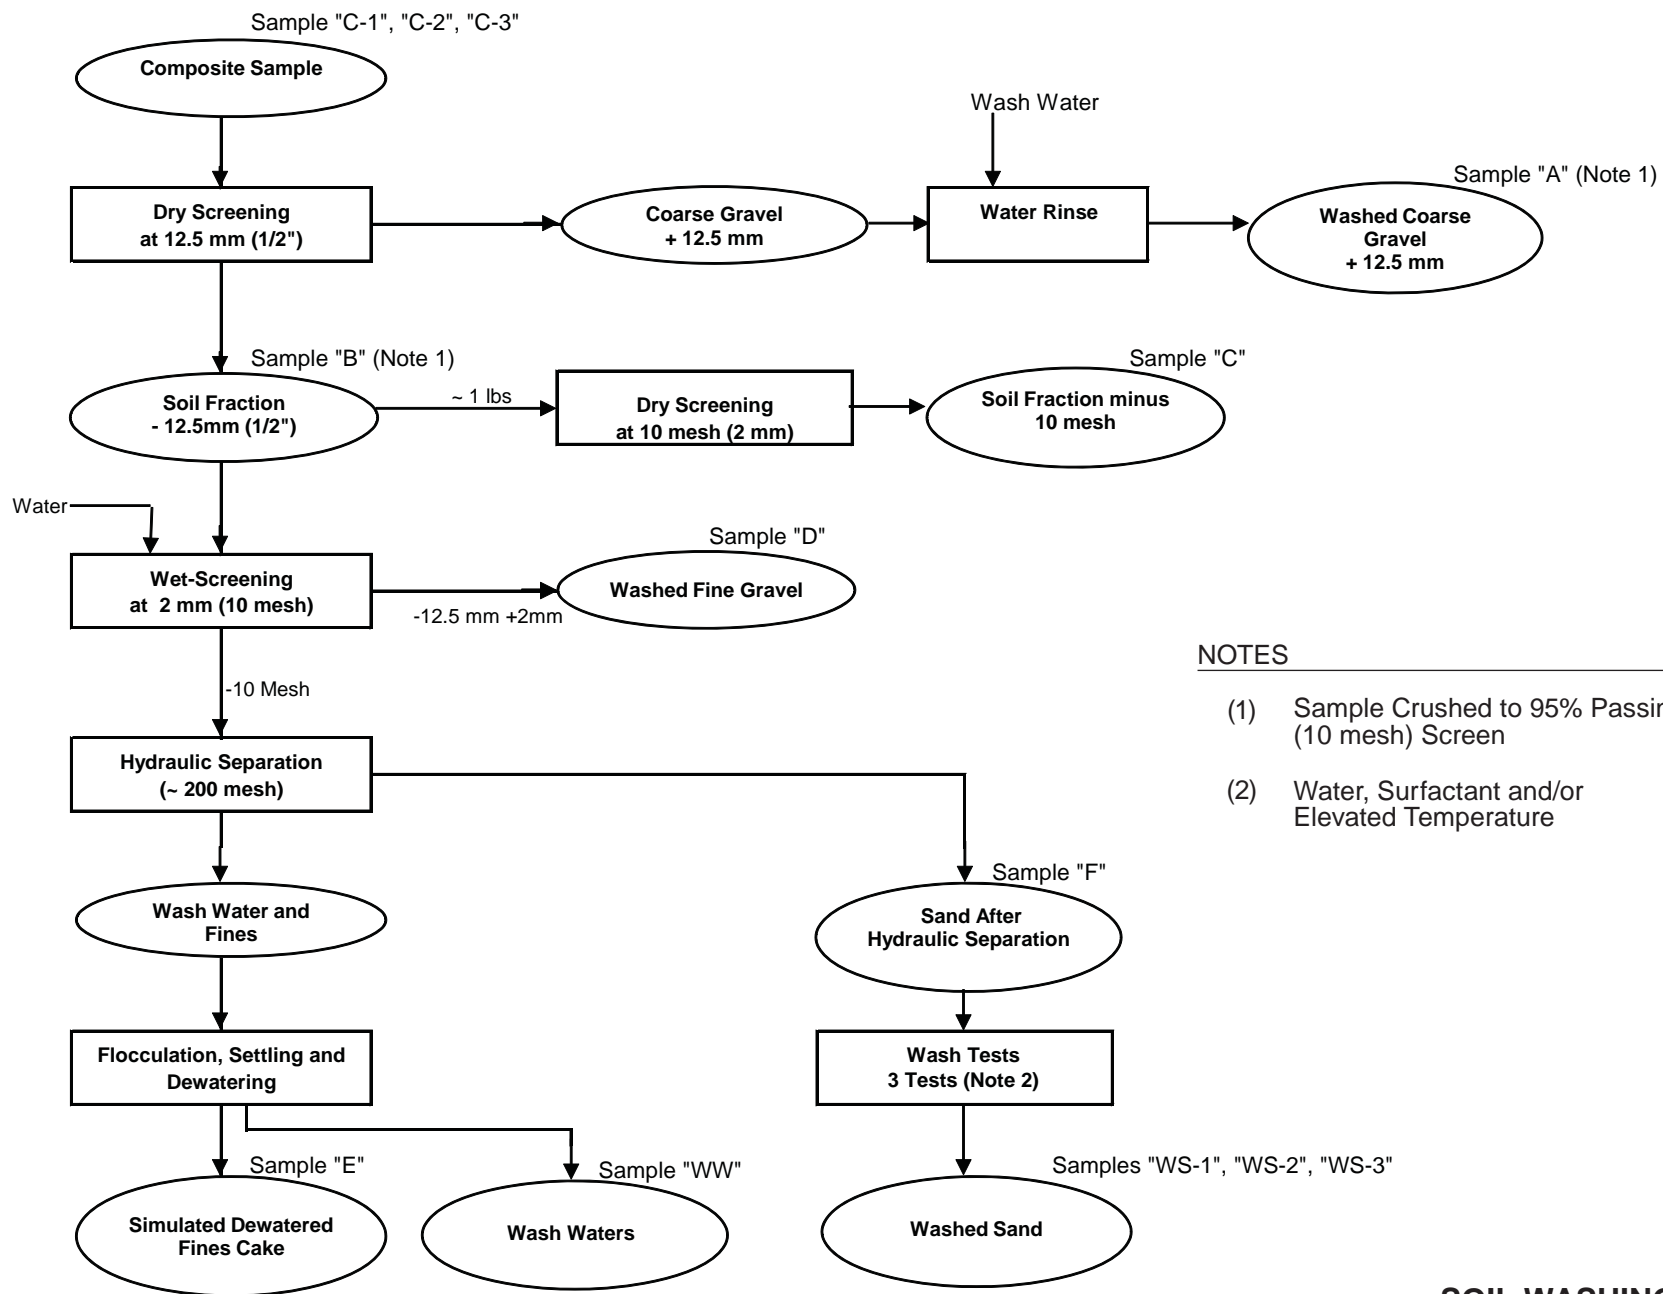 Sample "C-1", "C-2", "C-3"
Composite Sample
Wash Water
Sample "A" (Note 1)
Dry Screening
at 12.5 mm (1/2")
Coarse Gravel
+ 12.5 mm
Water Rinse
Washed Coarse
Gravel
+ 12.5 mm
Sample "B" (Note 1)
Sample "C"
Soil Fraction
- 12.5mm (1/2")
~ 1 lbs
Dry Screening
at 10 mesh (2 mm)
Soil Fraction minus
10 mesh
Water
Sample "D"
Wet-Screening
at 2 mm (10 mesh)
-12.5 mm +2mm
Washed Fine Gravel
-10 Mesh
NOTES
(1) Sample Crushed to 95%
(10 mesh) Screen
(2) Water, Surfactant and/or
Elevated Temperature
Hydraulic Separation
(~ 200 mesh)
Sample "F"
Wash Water and
Fines
Sand After
Hydraulic Separation
Flocculation, Settling and
Dewatering
Wash Tests
3 Tests (Note 2)
Sample "E"
Sample "WW"
Samples "WS-1", "WS-2", "WS-3"
Simulated Dewatered
Fines Cake
Wash Waters
Washed Sand
SOIL WASHING